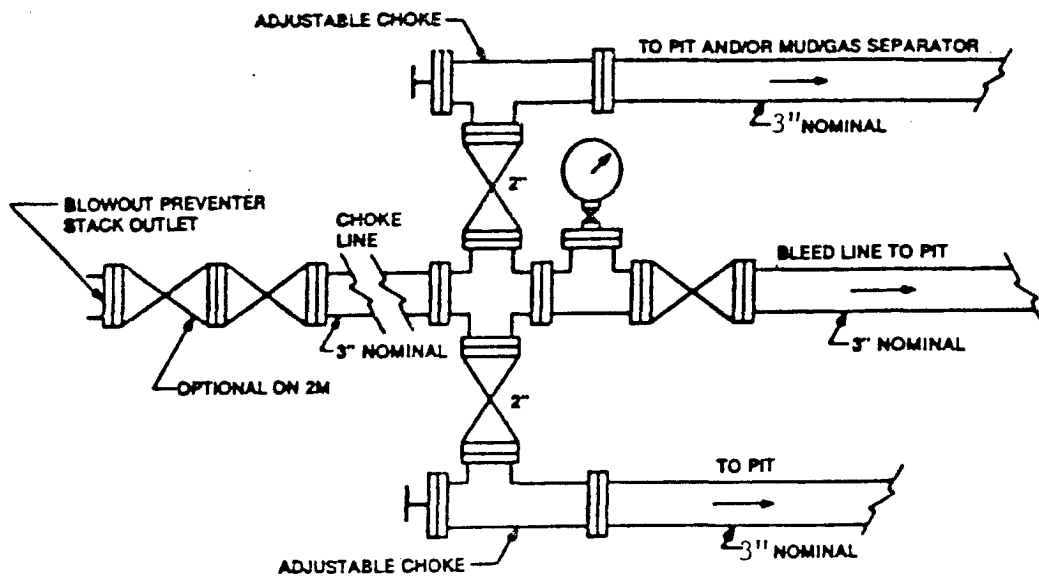 ADJUSTABLE CHOKE
TO PIT AND/OR MUD/GAS SEPARATOR
3" NOMINAL
2"
BLOWOUT PREVENTER
STACK OUTLET
CHOKE
LINE
BLEED LINE TO PIT
3" NOMINAL
3" NOMINAL
OPTIONAL ON 2M
2"
TO PIT
3" NOMINAL
ADJUSTABLE CHOKE